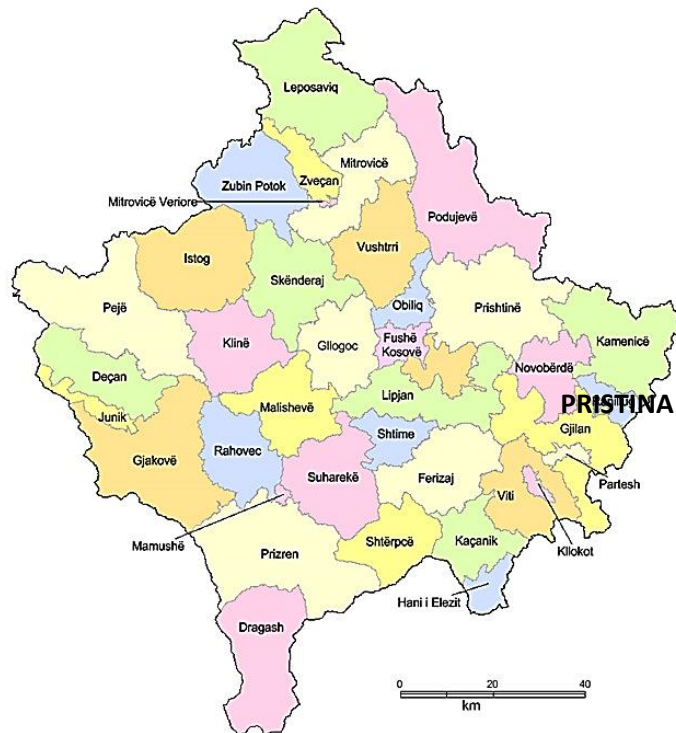 Leposaviq
Mitrovicë
Zveçan
Zubin Potok
Mitrovicë Veriore
Podujevë
Vushtrri
Istog
Skënderaj
Obiliq
Prishtinë
Pejë
Fushë
Kosovë
Klinë
Gllogoc
Kamenicë
Novobërdë
Deçan
Malishevë
Lipjan
PRISTINA
Junik
Shtime
Gjilan
Rahovec
Gjakovë
Suharekë
Ferizaj
Partesh
Viti
Mamushë
Kllokot
Shtërpcë
Kaçanik
Prizren
Hani i Elezit
Dragash
0 20 40
km